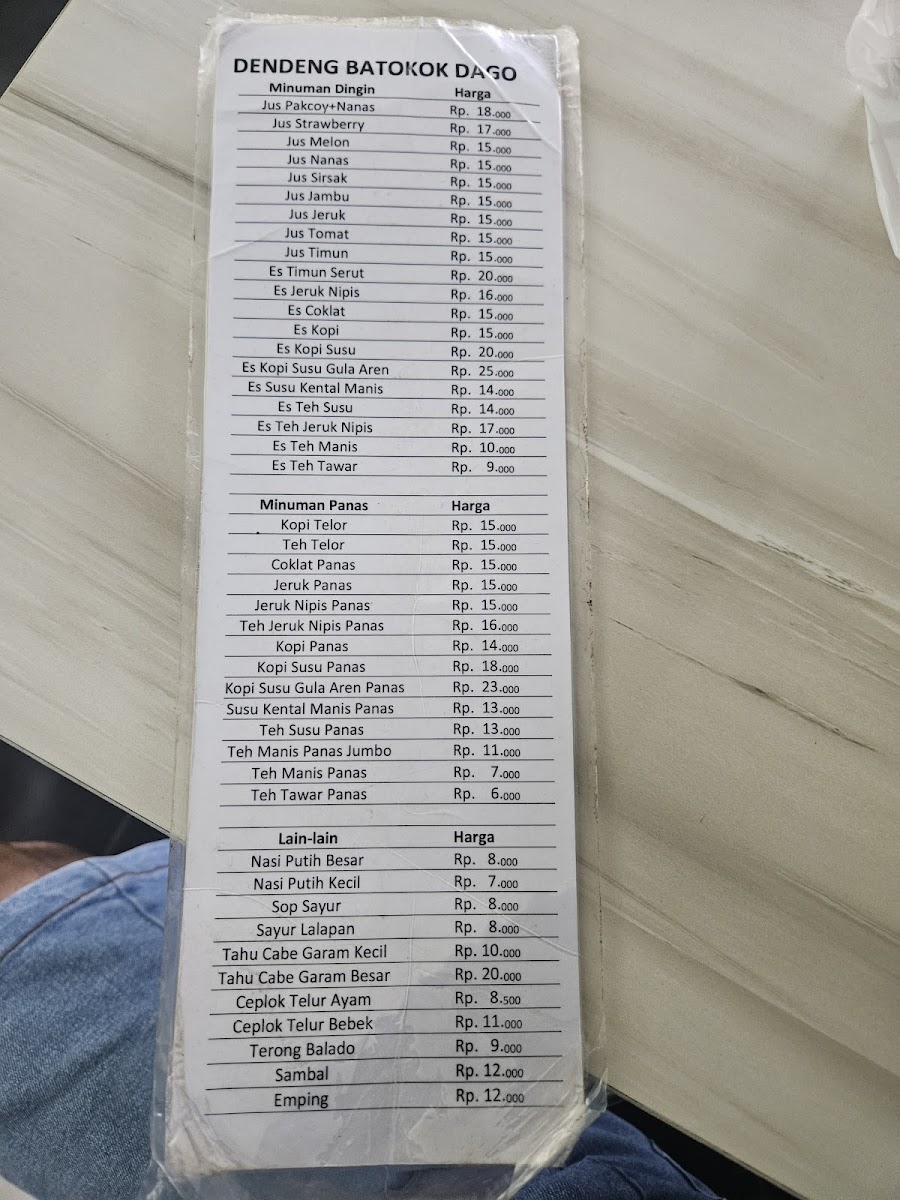 DENDENG BATOKOK DAGO
Minuman Dingin Harga
Jus Pakcoy+Nanas Rp. 18.000
Jus Strawberry Rp. 17.000
Jus Melon Rp. 15.000
Jus Nanas Rp. 15.000
Jus Sirsak Rp. 15.000
Jus Jambu Rp. 15.000
Jus Jeruk Rp. 15.000
Jus Tomat Rp. 15.000
Jus Timun Rp. 15.000
Es Timun Serut Rp. 20.000
Es Jeruk Nipis Rp. 16.000
Es Coklat Rp. 15.000
Es Kopi Rp. 15.000
Es Kopi Susu Rp. 20.000
Es Kopi Susu Gula Aren Rp. 25.000
Es Susu Kental Manis Rp. 14.000
Es Teh Susu Rp. 14.000
Es Teh Jeruk Nipis Rp. 17.000
Es Teh Manis Rp. 10.000
Es Teh Tawar Rp. 9.000
Minuman Panas Harga
Kopi Telor Rp. 15.000
Teh Telor Rp. 15.000
Coklat Panas Rp. 15.000
Jeruk Panas Rp. 15.000
Jeruk Nipis Panas Rp. 15.000
Teh Jeruk Nipis Panas Rp. 16.000
Kopi Panas Rp. 14.000
Kopi Susu Panas Rp. 18.000
Kopi Susu Gula Aren Panas Rp. 23.000
Susu Kental Manis Panas Rp. 13.000
Teh Susu Panas Rp. 13.000
Teh Manis Panas Jumbo Rp. 11.000
Teh Manis Panas Rp. 7.000
Teh Tawar Panas Rp. 6.000
Lain-lain Harga
Nasi Putih Besar Rp. 8.000
Nasi Putih Kecil Rp. 7.000
Sop Sayur Rp. 8.000
Sayur Lalapan Rp. 8.000
Tahu Cabe Garam Kecil Rp. 10.000
Tahu Cabe Garam Besar Rp. 20.000
Ceplok Telur Ayam Rp. 8.500
Ceplok Telur Bebek Rp. 11.000
Terong Balado Rp. 9.000
Sambal Rp. 12.000
Emping Rp. 12.000